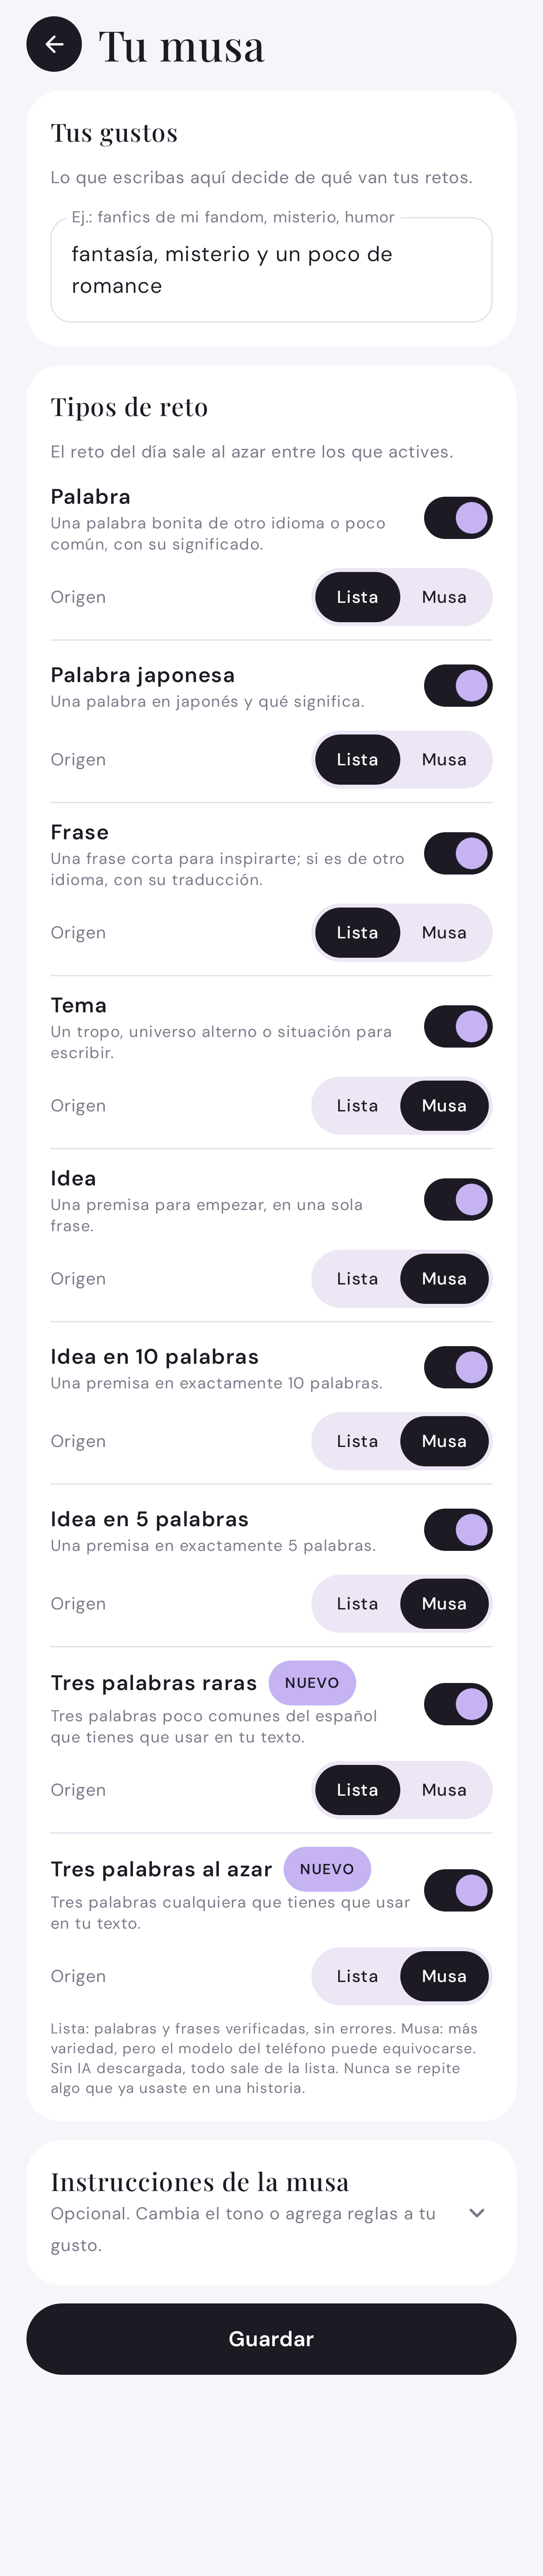 Tu musa
Tus gustos
Lo que escribas aquí decide de qué van tus retos.
Ej.: fanfics de mi fandom, misterio, humor
fantasía, misterio y un poco de
romance
Tipos de reto
El reto del día sale al azar entre los que actives.
Palabra
Una palabra bonita de otro idioma o poco
común, con su significado.
Origen
Lista
Musa
Palabra japonesa
Una palabra en japonés y qué significa.
Origen
Lista
Musa
Frase
Una frase corta para inspirarte; si es de otro
idioma, con su traducción.
Origen
Lista
Musa
Tema
Un tropo, universo alterno o situación para
escribir.
Origen
Lista
Musa
Idea
Una premisa para empezar, en una sola
frase.
Origen
Lista
Musa
Idea en 10 palabras
Una premisa en exactamente 10 palabras.
Origen
Lista
Musa
Idea en 5 palabras
Una premisa en exactamente 5 palabras.
Origen
Lista
Musa
Tres palabras raras
NUEVO
Tres palabras poco comunes del español
que tienes que usar en tu texto.
Origen
Lista
Musa
Tres palabras al azar
NUEVO
Tres palabras cualquiera que tienes que usar
en tu texto.
Origen
Lista
Musa
Lista: palabras y frases verificadas, sin errores. Musa: más
variedad, pero el modelo del teléfono puede equivocarse.
Sin IA descargada, todo sale de la lista. Nunca se repite
algo que ya usaste en una historia.
Instrucciones de la musa
Opcional. Cambia el tono o agrega reglas a tu
gusto.
Guardar